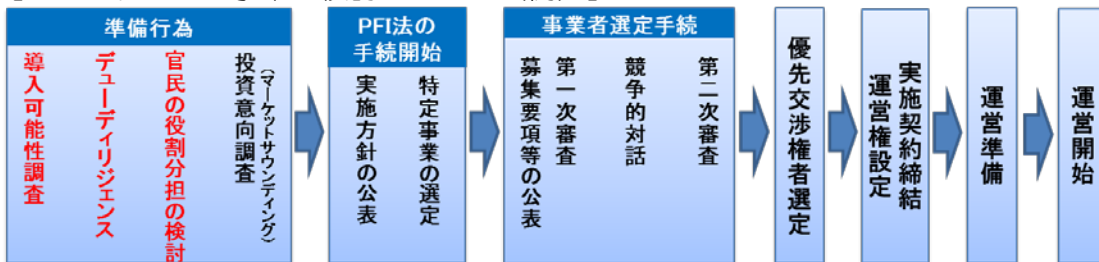 準備行為
導入可能性調査
デューディリジェンス
官民の役割分担の検討
投資意向調査
(マーケットサウンディング)
PFI法の
手続開始
実施方針の公表
特定事業の選定
事業者選定手続
募集要項等の公表
第一次審査
競争的対話
第二次審査
優先交渉権者選定
実施契約締結
運営権設定
運営準備
運営開始